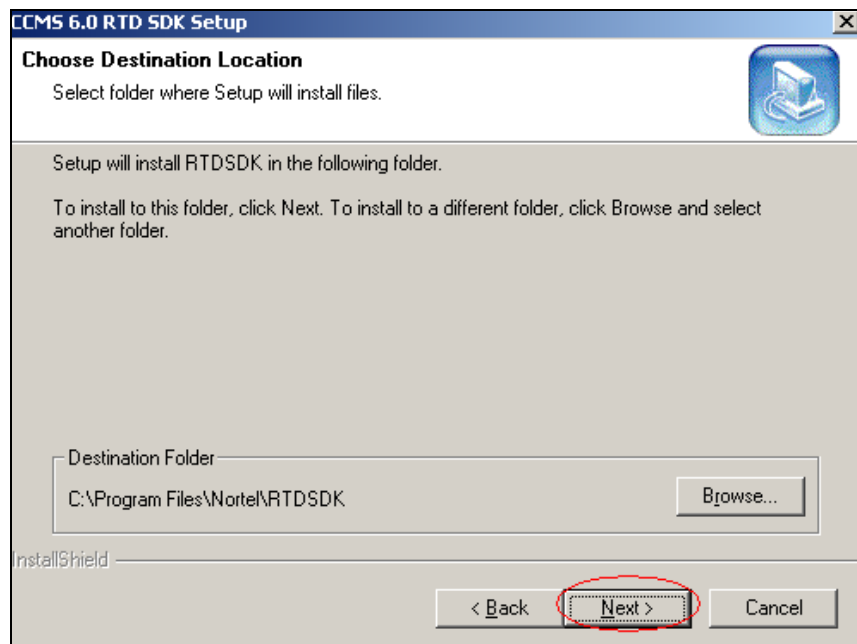 CCMS 6.0 RTD SDK Setup
Choose Destination Location
Select folder where Setup will install files.
Setup will install RTDSDK in the following folder.
To install to this folder, click Next. To install to a different folder, click Browse and select
another folder.
Destination Folder
C:\Program Files\Nortel\RTDSDK
Browse...
InstallShield
< Back
Next >
Cancel